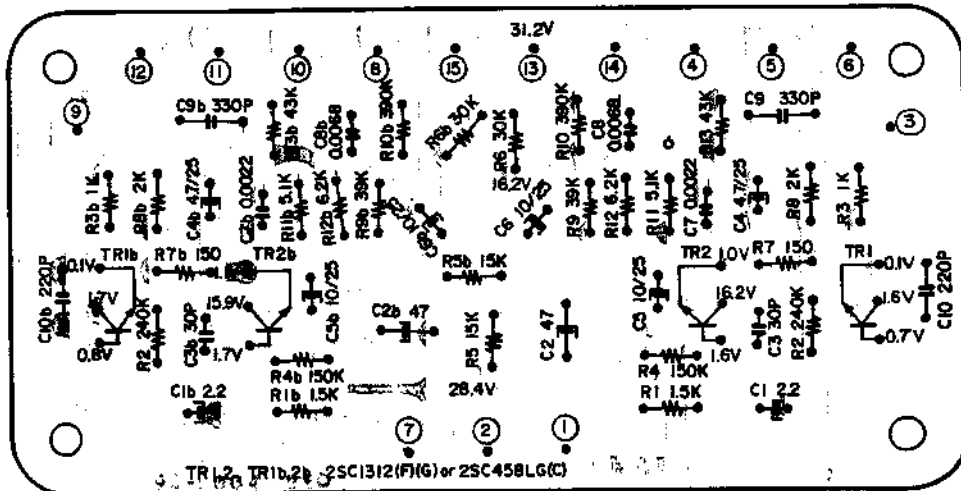 31.2V
12
11
10
8
15
13
14
4
5
6
9
3
C9b 330P
43K
C8b
0.0068
R10b 390K
R6b 30K
R6 30K
16.2V
R10 390K
C8
0.0068
R13 43K
C9 330P
R3b 1K
R8b 2K
C4b 4.7/25
0.0022
R11b 5.1K
R12b 6.2K
R9b 39K
C6 10/25
R9 39K
R12 6.2K
R11 5.1K
C7 0.0022
C4 4.7/25
R8 2K
R3 1K
TR1b
R7b 150
TR2b
R5b 15K
TR2
1.0V
R7 150
TR1
C10b 220P
0.1V
1.7V
0.6V
R2 240K
C3b 30P
15.9V
1.7V
C5b 10/25
C2b 47
R5 15K
C2 47
C5 10/25
16.2V
1.6V
C3 30P
R2 240K
0.1V
1.6V
0.7V
C10 220P
R4b 150K
28.4V
R4 150K
C1b 2.2
R1b 1.5K
R1 1.5K
C1 2.2
7
2
1
TR1,2, TR1b,2b 2SC1312(F)(G) or 2SC458LG(C)